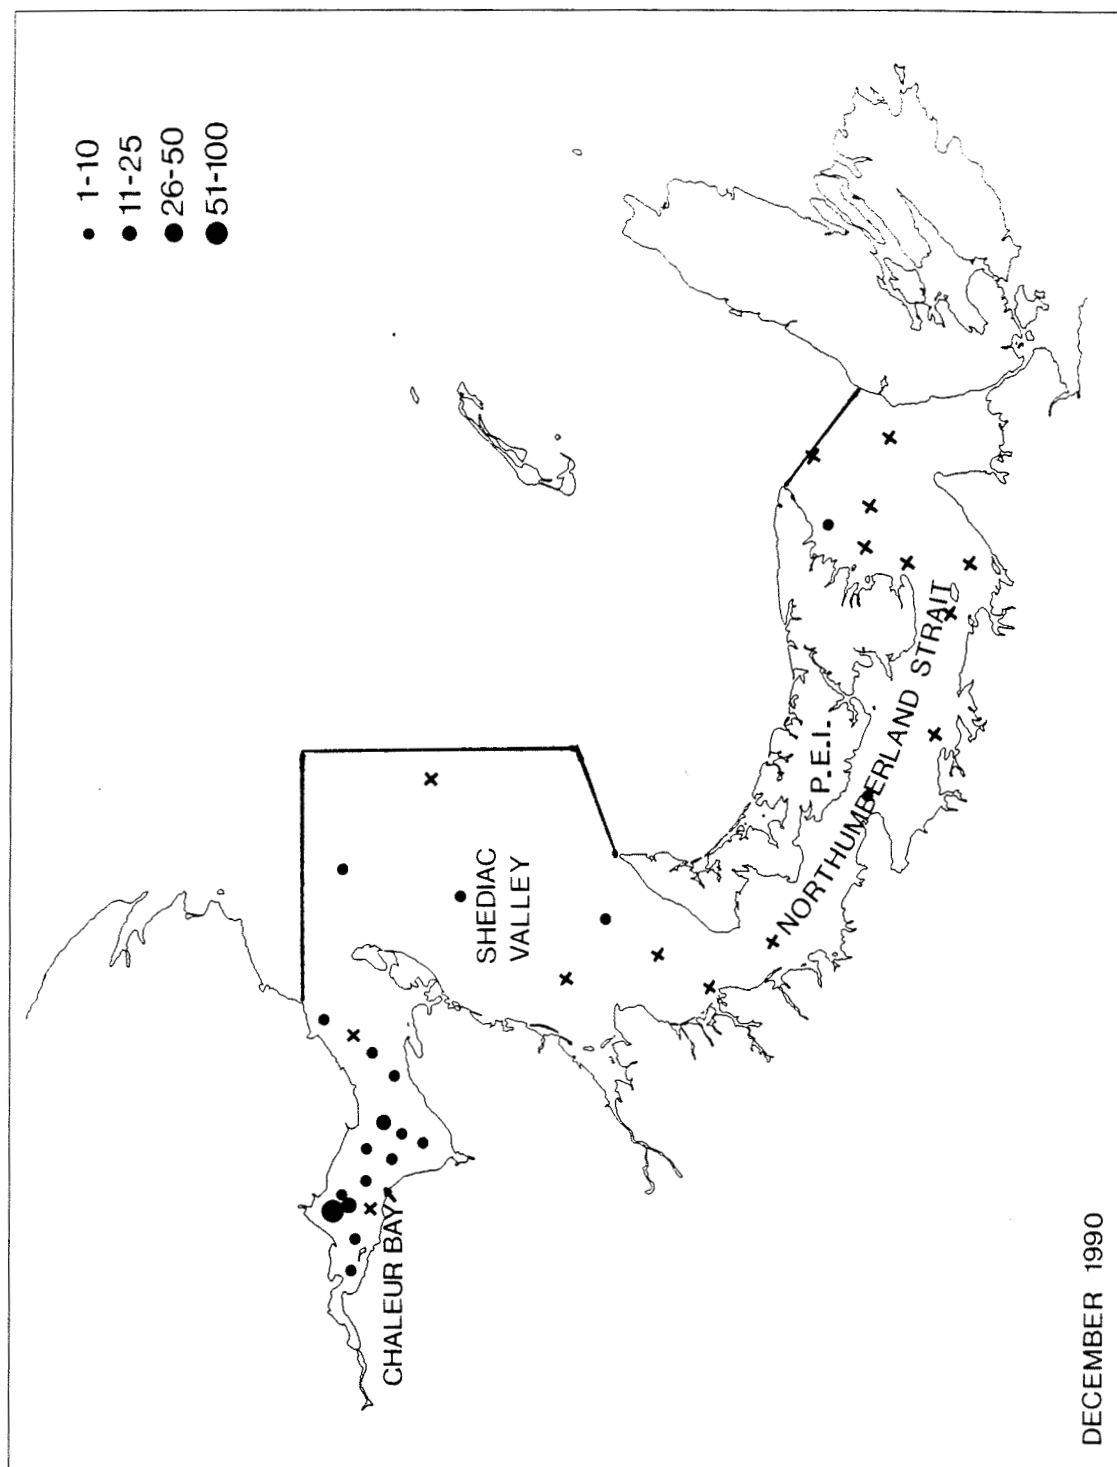 1-10
11-25
26-50
51-100
SHEDIAC
VALLEY
P.E.I.
NORTHUMBERLAND STRAIT
CHALEUR BAY
DECEMBER 1990